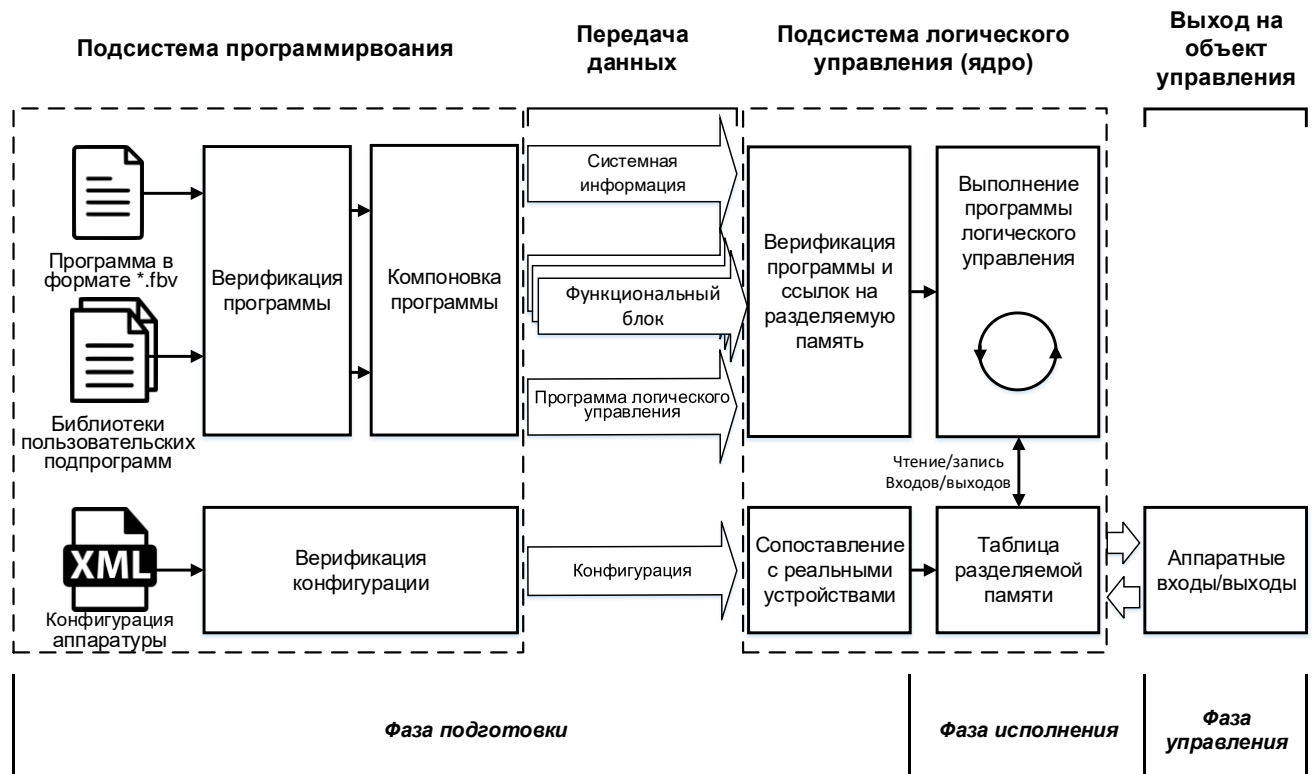 Подсистема программирвоания
Передача
данных
Подсистема логического
управления (ядро)
Выход на
объект
управления
Программа в
формате *.fbv
Библиотеки
пользовательских
подпрограмм
Верификация
программы
Компоновка
программы
Системная
информация
Функциональный
блок
Программа логического
управления
Верификация
программы и
ссылок на
разделяемую
память
Выполнение
программы
логического
управления
Чтение/запись
Входов/выходов
XML
Конфигурация
аппаратуры
Верификация
конфигурации
Конфигурация
Сопоставление
с реальными
устройствами
Таблица
разделяемой
памяти
Аппаратные
входы/выходы
Фаза подготовки
Фаза исполнения
Фаза
управления